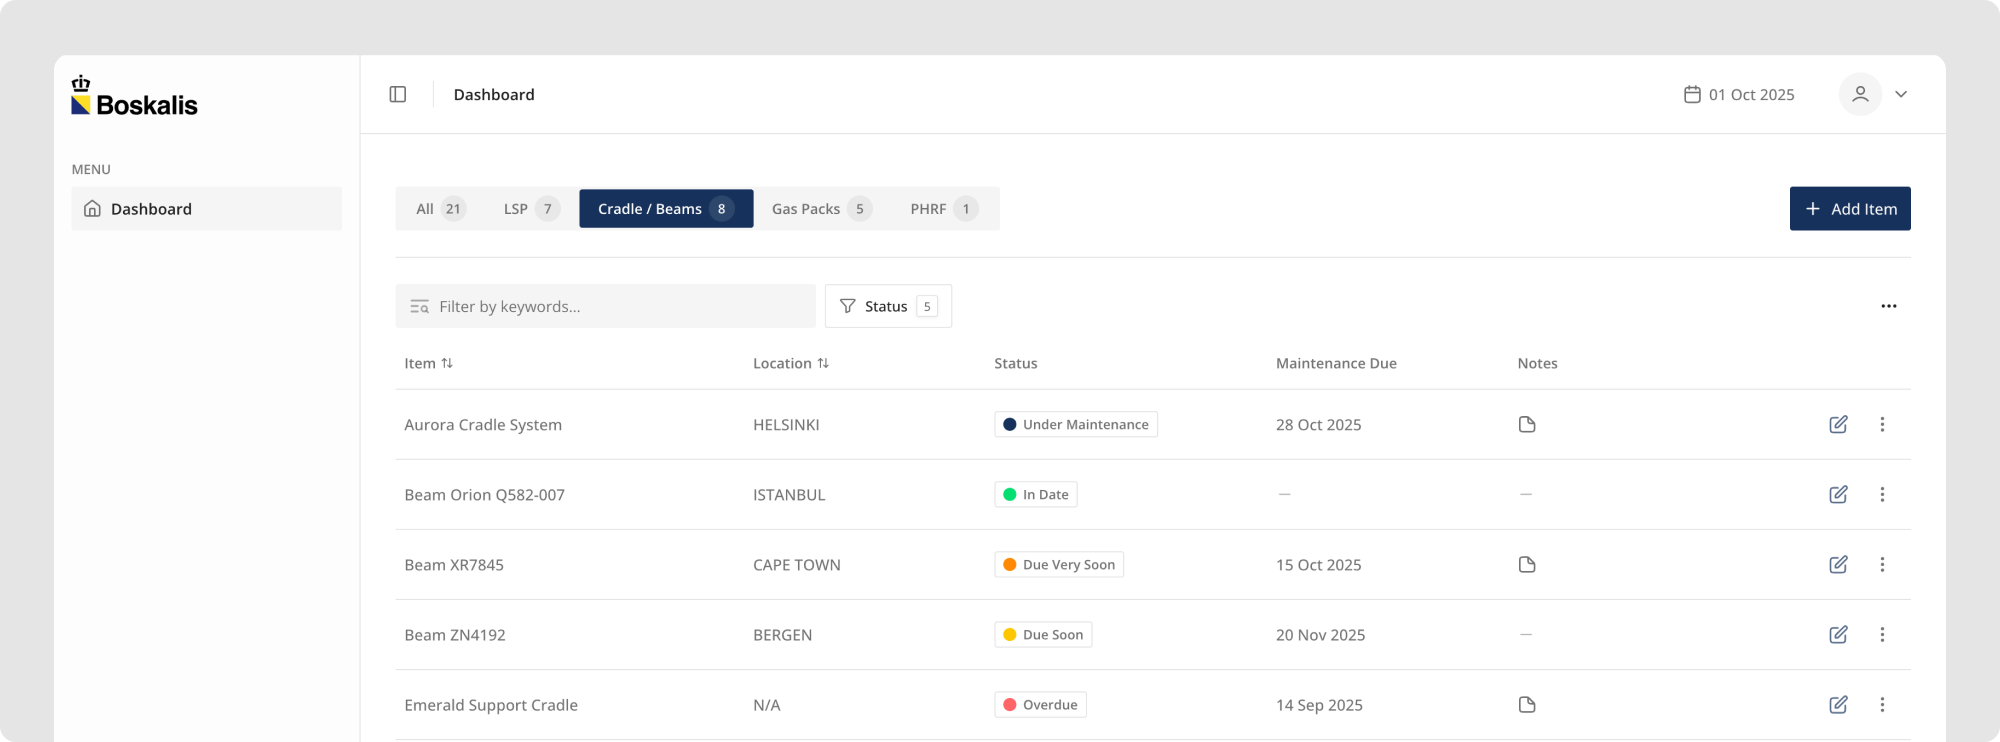 Boskalis
MENU
Dashboard
Dashboard
01 Oct 2025
All 21 LSP 7 Cradle / Beams 8 Gas Packs 5 PHRF 1
+ Add Item
Filter by keywords...
Status 5
Item Location Status Maintenance Due Notes
Aurora Cradle System HELSINKI Under Maintenance 28 Oct 2025
Beam Orion Q582-007 ISTANBUL In Date — —
Beam XR7845 CAPE TOWN Due Very Soon 15 Oct 2025
Beam ZN4192 BERGEN Due Soon 20 Nov 2025 —
Emerald Support Cradle N/A Overdue 14 Sep 2025